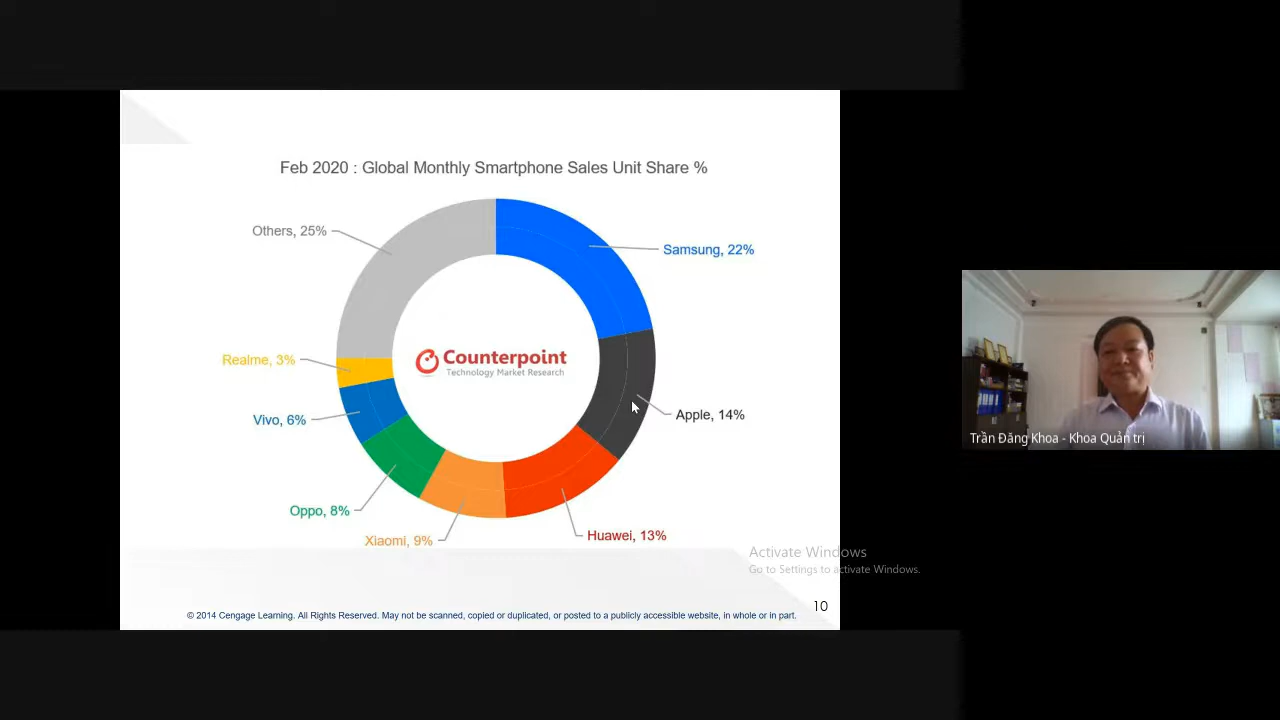 Feb 2020 : Global Monthly Smartphone Sales Unit Share %
Others, 25%
Samsung, 22%
Realme, 3%
Counterpoint
Technology Market Research
Apple, 14%
Vivo, 6%
Oppo, 8%
Xiaomi, 9%
Huawei, 13%
Trần Đăng Khoa - Khoa Quản trị
Activate Windows
Go to Settings to activate Windows.
10
© 2014 Cengage Learning. All Rights Reserved. May not be scanned, copied or duplicated, or posted to a publicly accessible website, in whole or in part.